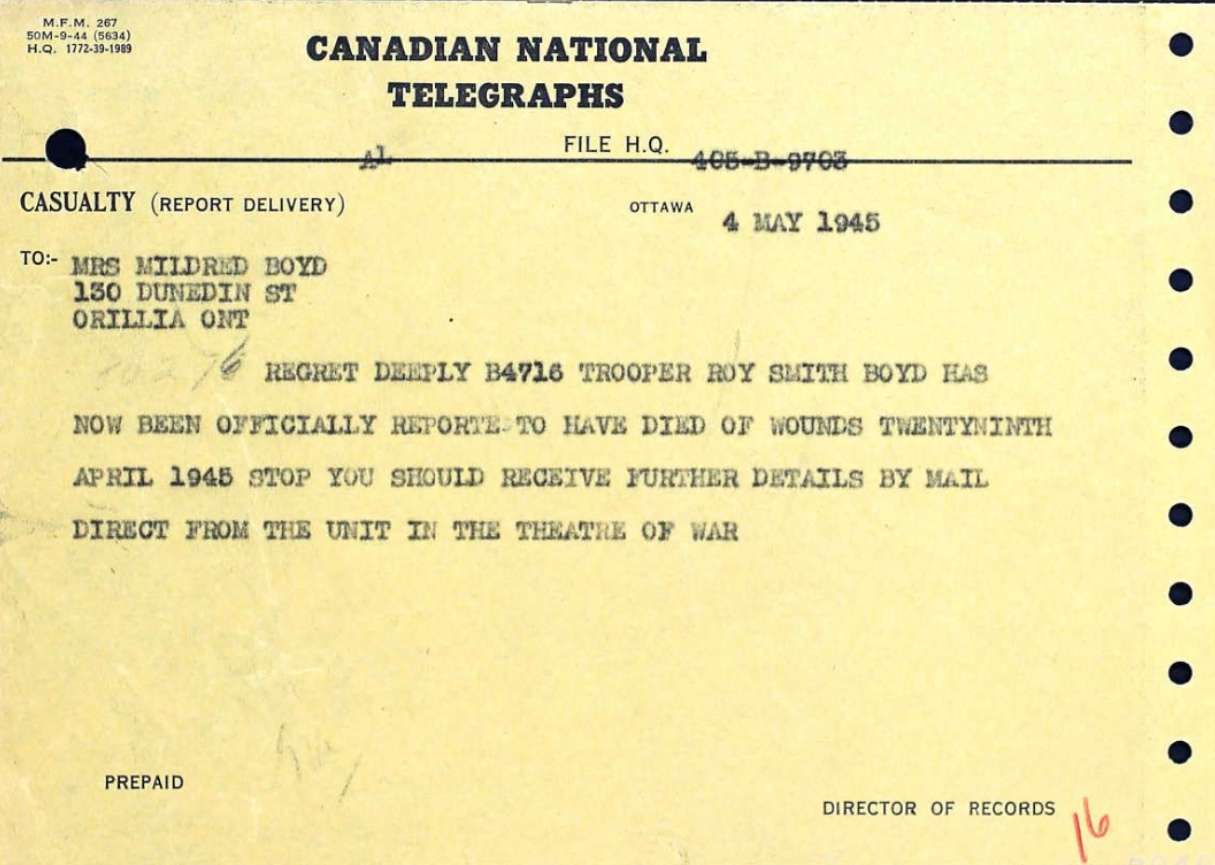 M.F.M. 267
50M-9-44 (5634)
H.Q. 1772-39-1989
CANADIAN NATIONAL
TELEGRAPHS
FILE H.Q. 405-B-9703
AL
CASUALTY (REPORT DELIVERY)
OTTAWA 4 MAY 1945
TO:- MRS MILDRED BOYD
130 DUNEDIN ST
ORILLIA ONT
REGRET DEEPLY B4716 TROOPER ROY SMITH BOYD HAS
NOW BEEN OFFICIALLY REPORTE TO HAVE DIED OF WOUNDS TWENTYNINTH
APRIL 1945 STOP YOU SHOULD RECEIVE FURTHER DETAILS BY MAIL
DIRECT FROM THE UNIT IN THE THEATRE OF WAR
PREPAID
DIRECTOR OF RECORDS
16